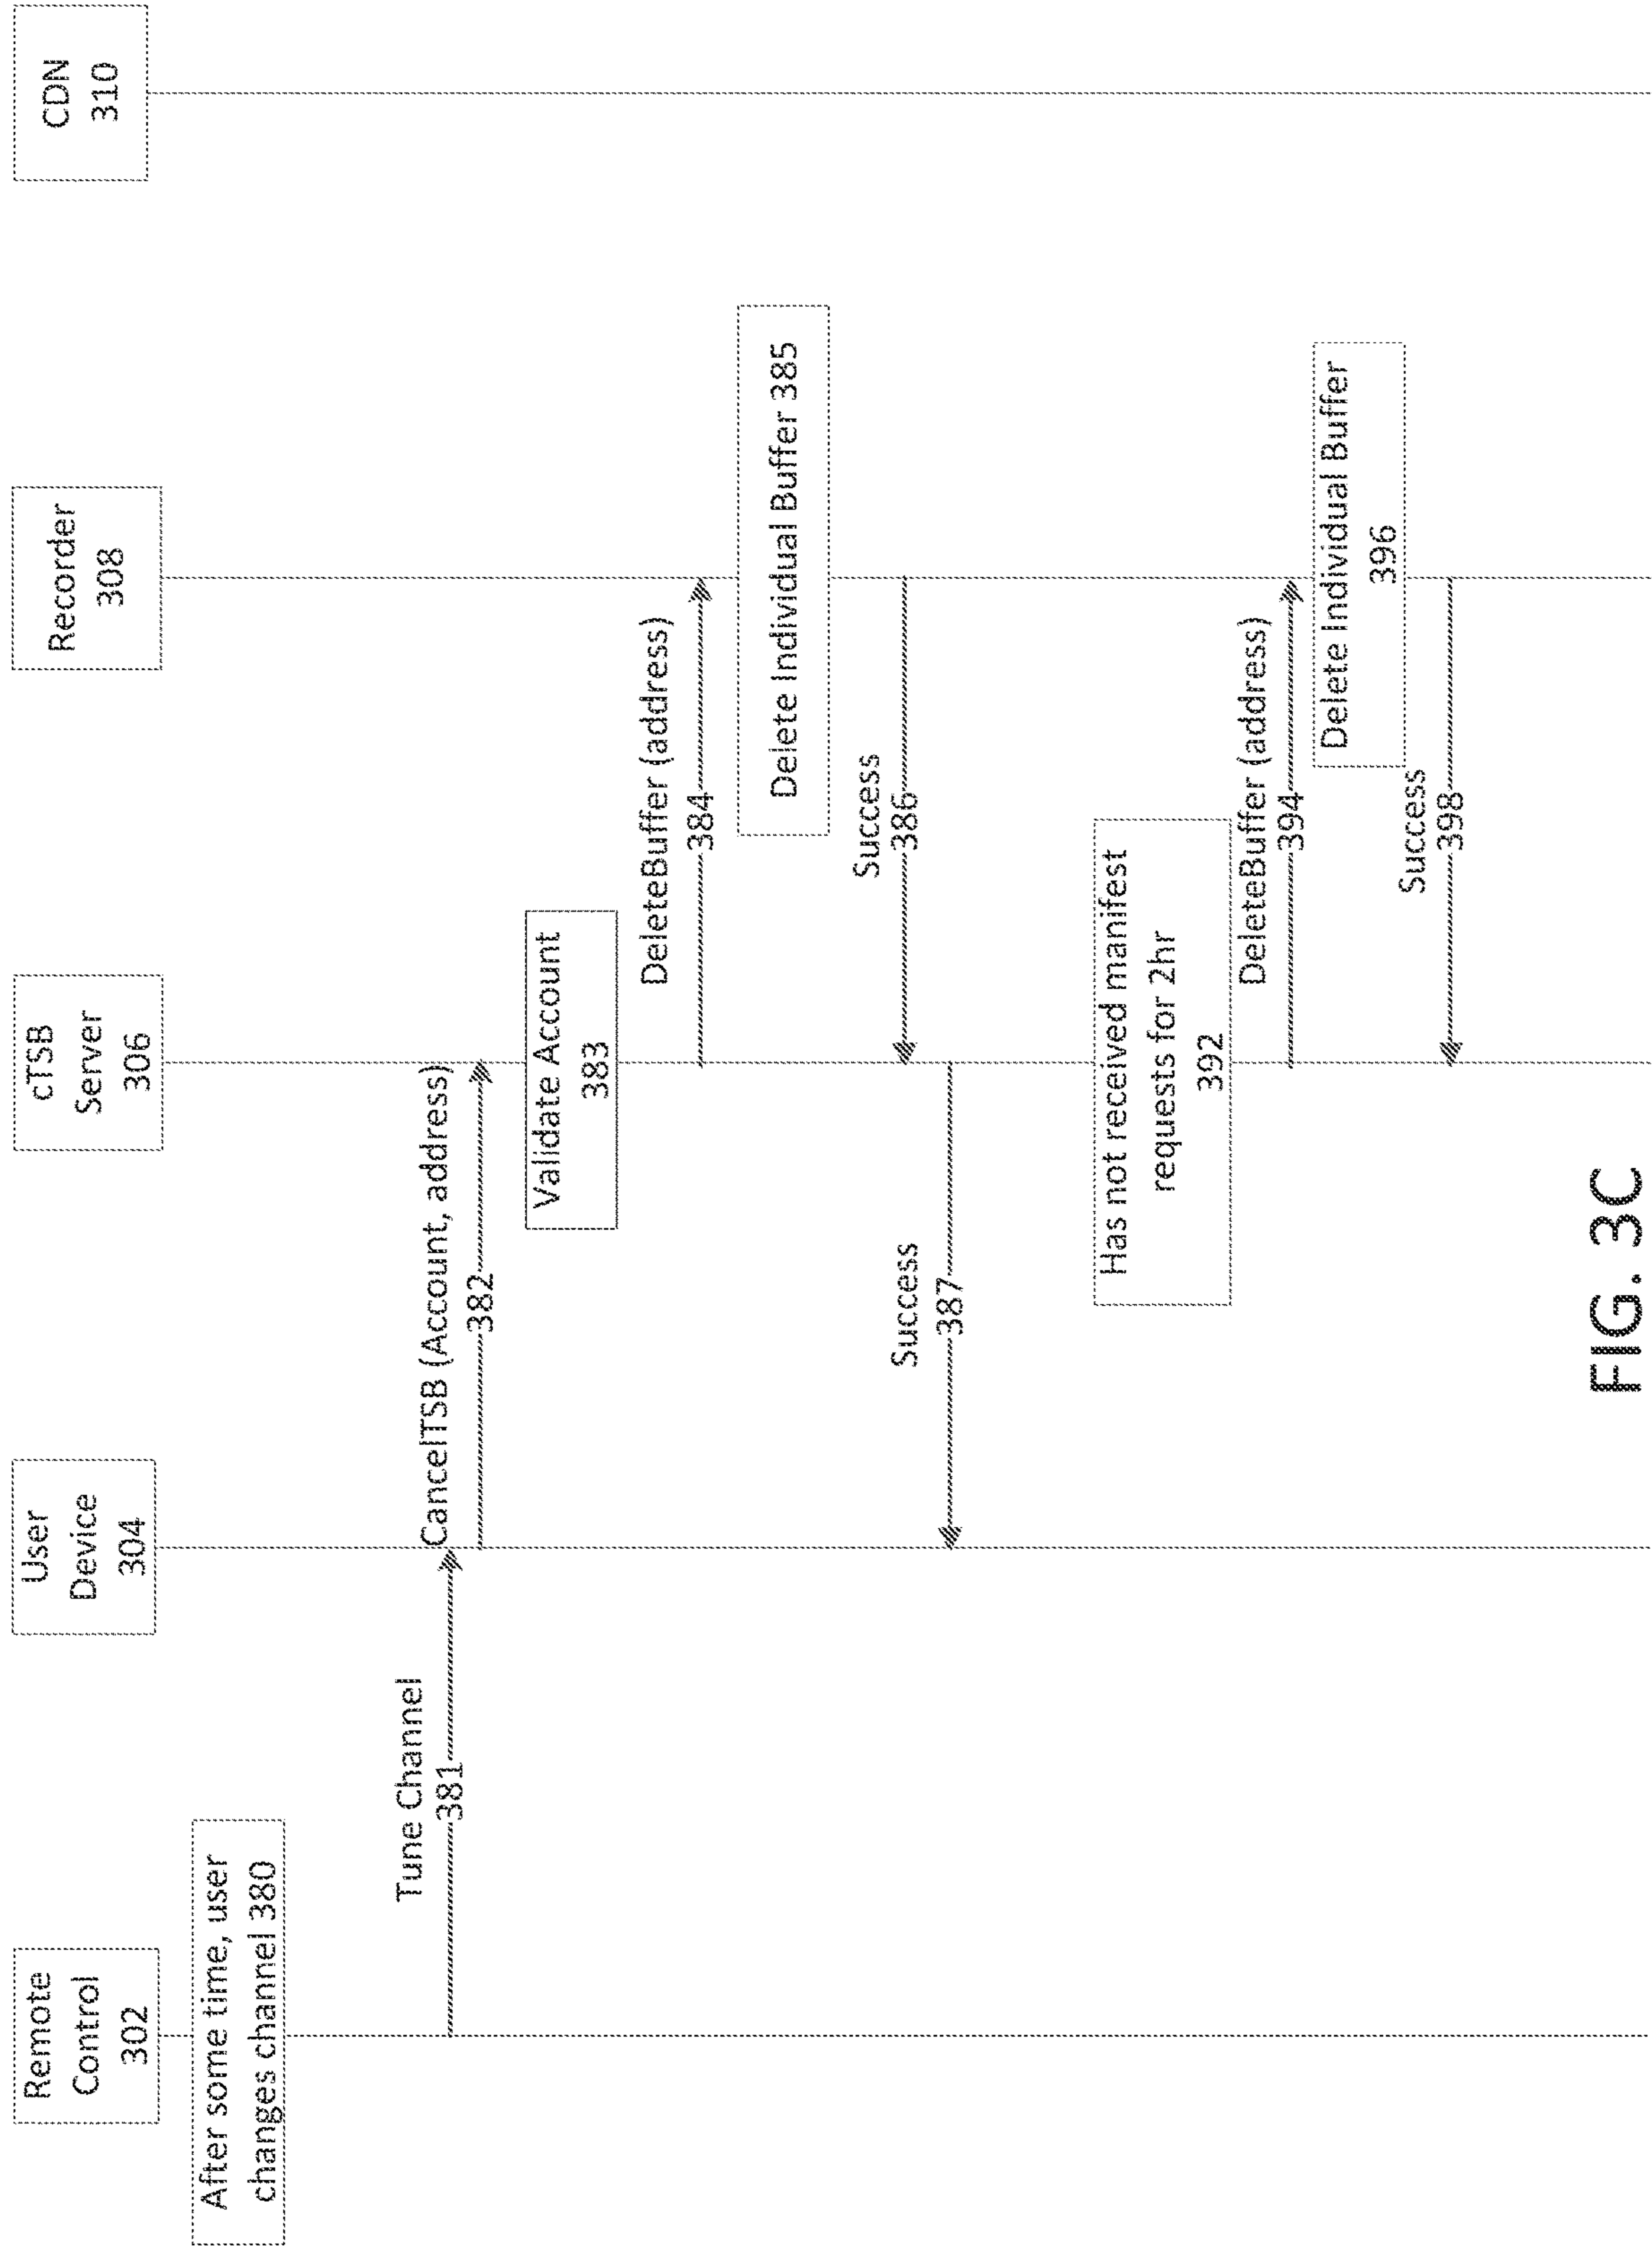 Remote
Control
302
User
Device
304
cTSB
Server
306
Recorder
308
CDN
310
After some time, user
changes channel 380
Tune Channel
381
CancelTSB (Account, address)
382
Validate Account
383
DeleteBuffer (address)
384
Delete Individual Buffer 385
Success
386
Success
387
Has not received manifest
requests for 2hr
392
DeleteBuffer (address)
394
Delete Individual Buffer
396
Success
398
FIG. 3C